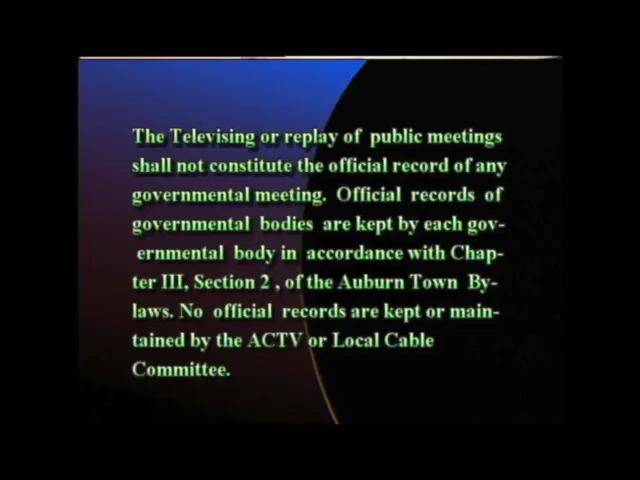 The Televising or replay of public meetings
shall not constitute the official record of any
governmental meeting. Official records of
governmental bodies are kept by each gov-
ernmental body in accordance with Chap-
ter III, Section 2 , of the Auburn Town By-
laws. No official records are kept or main-
tained by the ACTV or Local Cable
Committee.